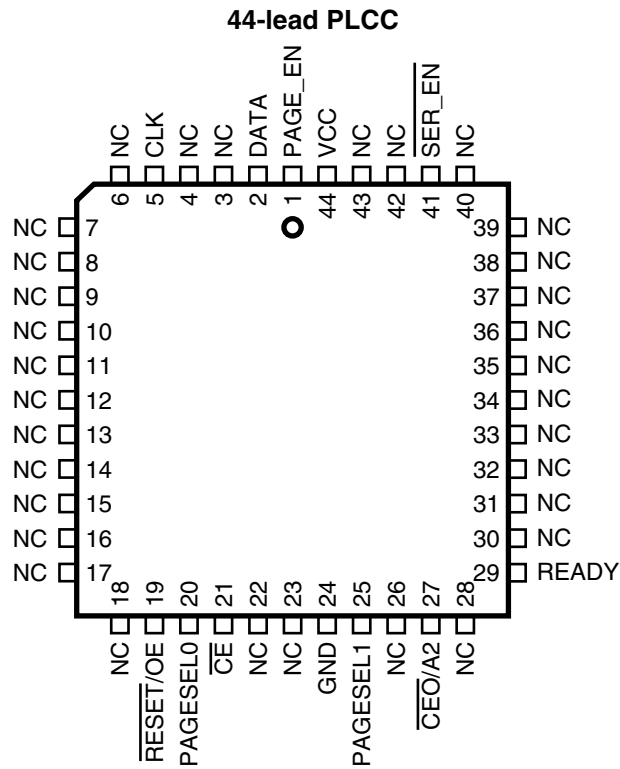 44-lead PLCC
NC
CLK
NC
NC
DATA
PAGE_EN
VCC
NC
NC
SER_EN
NC
6
5
4
3
2
1
44
43
42
41
40
NC 7
NC 8
NC 9
NC 10
NC 11
NC 12
NC 13
NC 14
NC 15
NC 16
NC 17
39 NC
38 NC
37 NC
36 NC
35 NC
34 NC
33 NC
32 NC
31 NC
30 NC
29 READY
18
19
20
21
22
23
24
25
26
27
28
NC
RESET/OE
PAGESEL0
CE
NC
NC
GND
PAGESEL1
NC
CEO/A2
NC